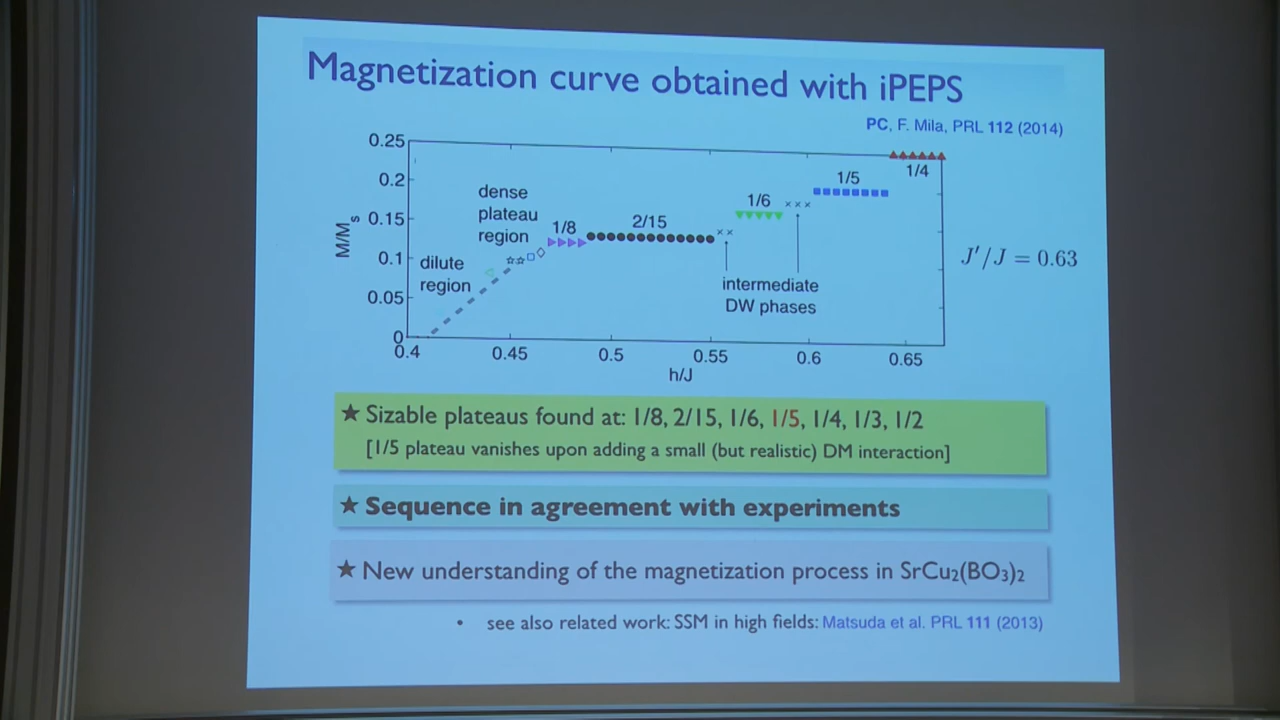 Magnetization curve obtained with iPEPS
PC, F. Mila, PRL 112 (2014)
0.25
0.2
0.15
0.1
0.05
0
M/Ms
0.4
0.45
0.5
0.55
0.6
0.65
h/J
dilute
region
dense
plateau
region
1/8
2/15
1/6
1/5
1/4
intermediate
DW phases
J′/J = 0.63
★ Sizable plateaus found at: 1/8, 2/15, 1/6, 1/5, 1/4, 1/3, 1/2
[1/5 plateau vanishes upon adding a small (but realistic) DM interaction]
★ Sequence in agreement with experiments
★ New understanding of the magnetization process in SrCu₂(BO₃)₂
• see also related work: SSM in high fields: Matsuda et al. PRL 111 (2013)